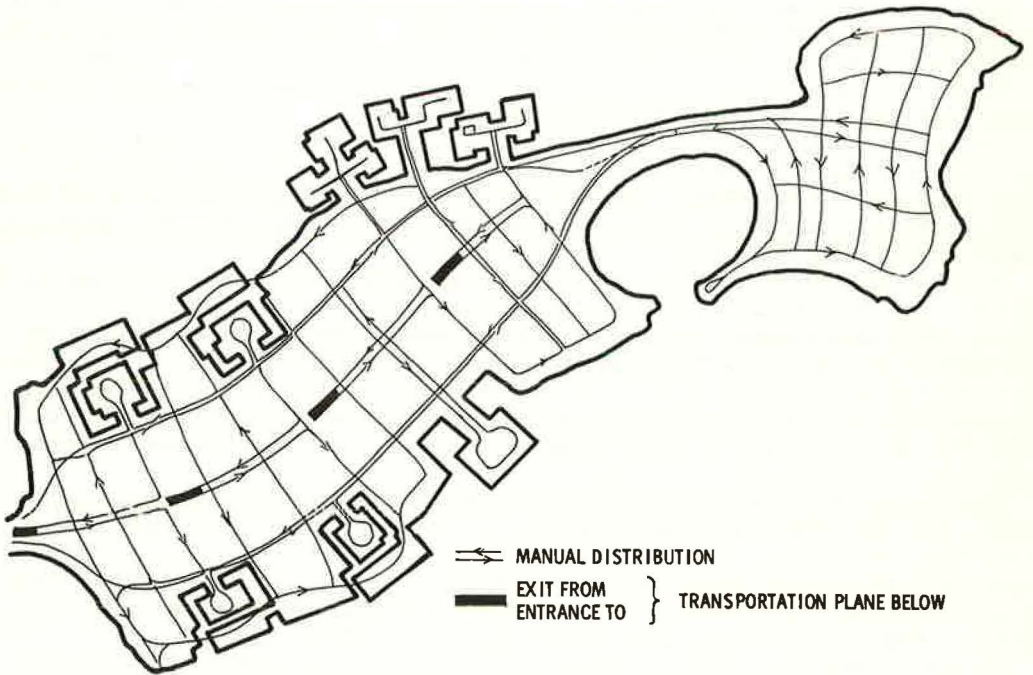 MANUAL DISTRIBUTION
EXIT FROM
ENTRANCE TO
TRANSPORTATION PLANE BELOW